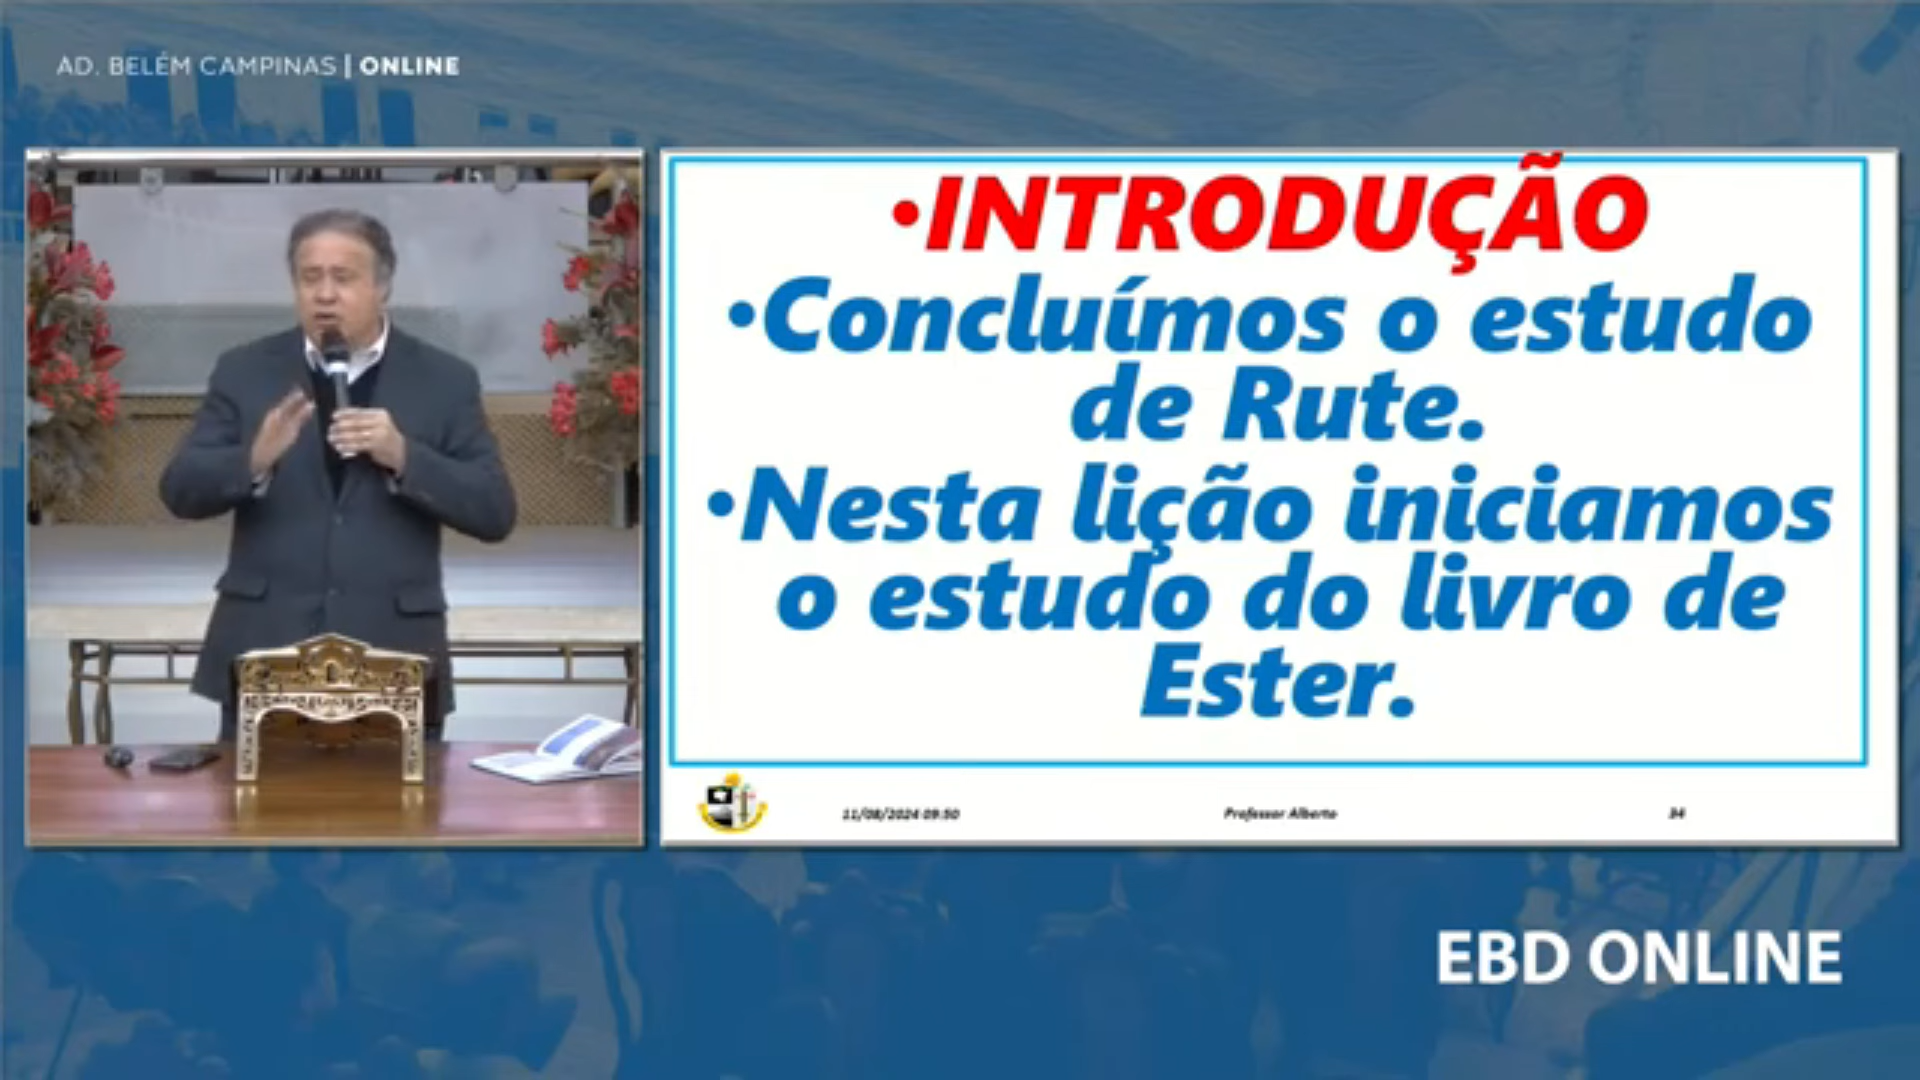 AD. BELÉM CAMPINAS | ONLINE
•INTRODUÇÃO
•Concluímos o estudo
de Rute.
•Nesta lição iniciamos
o estudo do livro de
Ester.
11/08/2024 09:50
Professor Alberto
34
EBD ONLINE